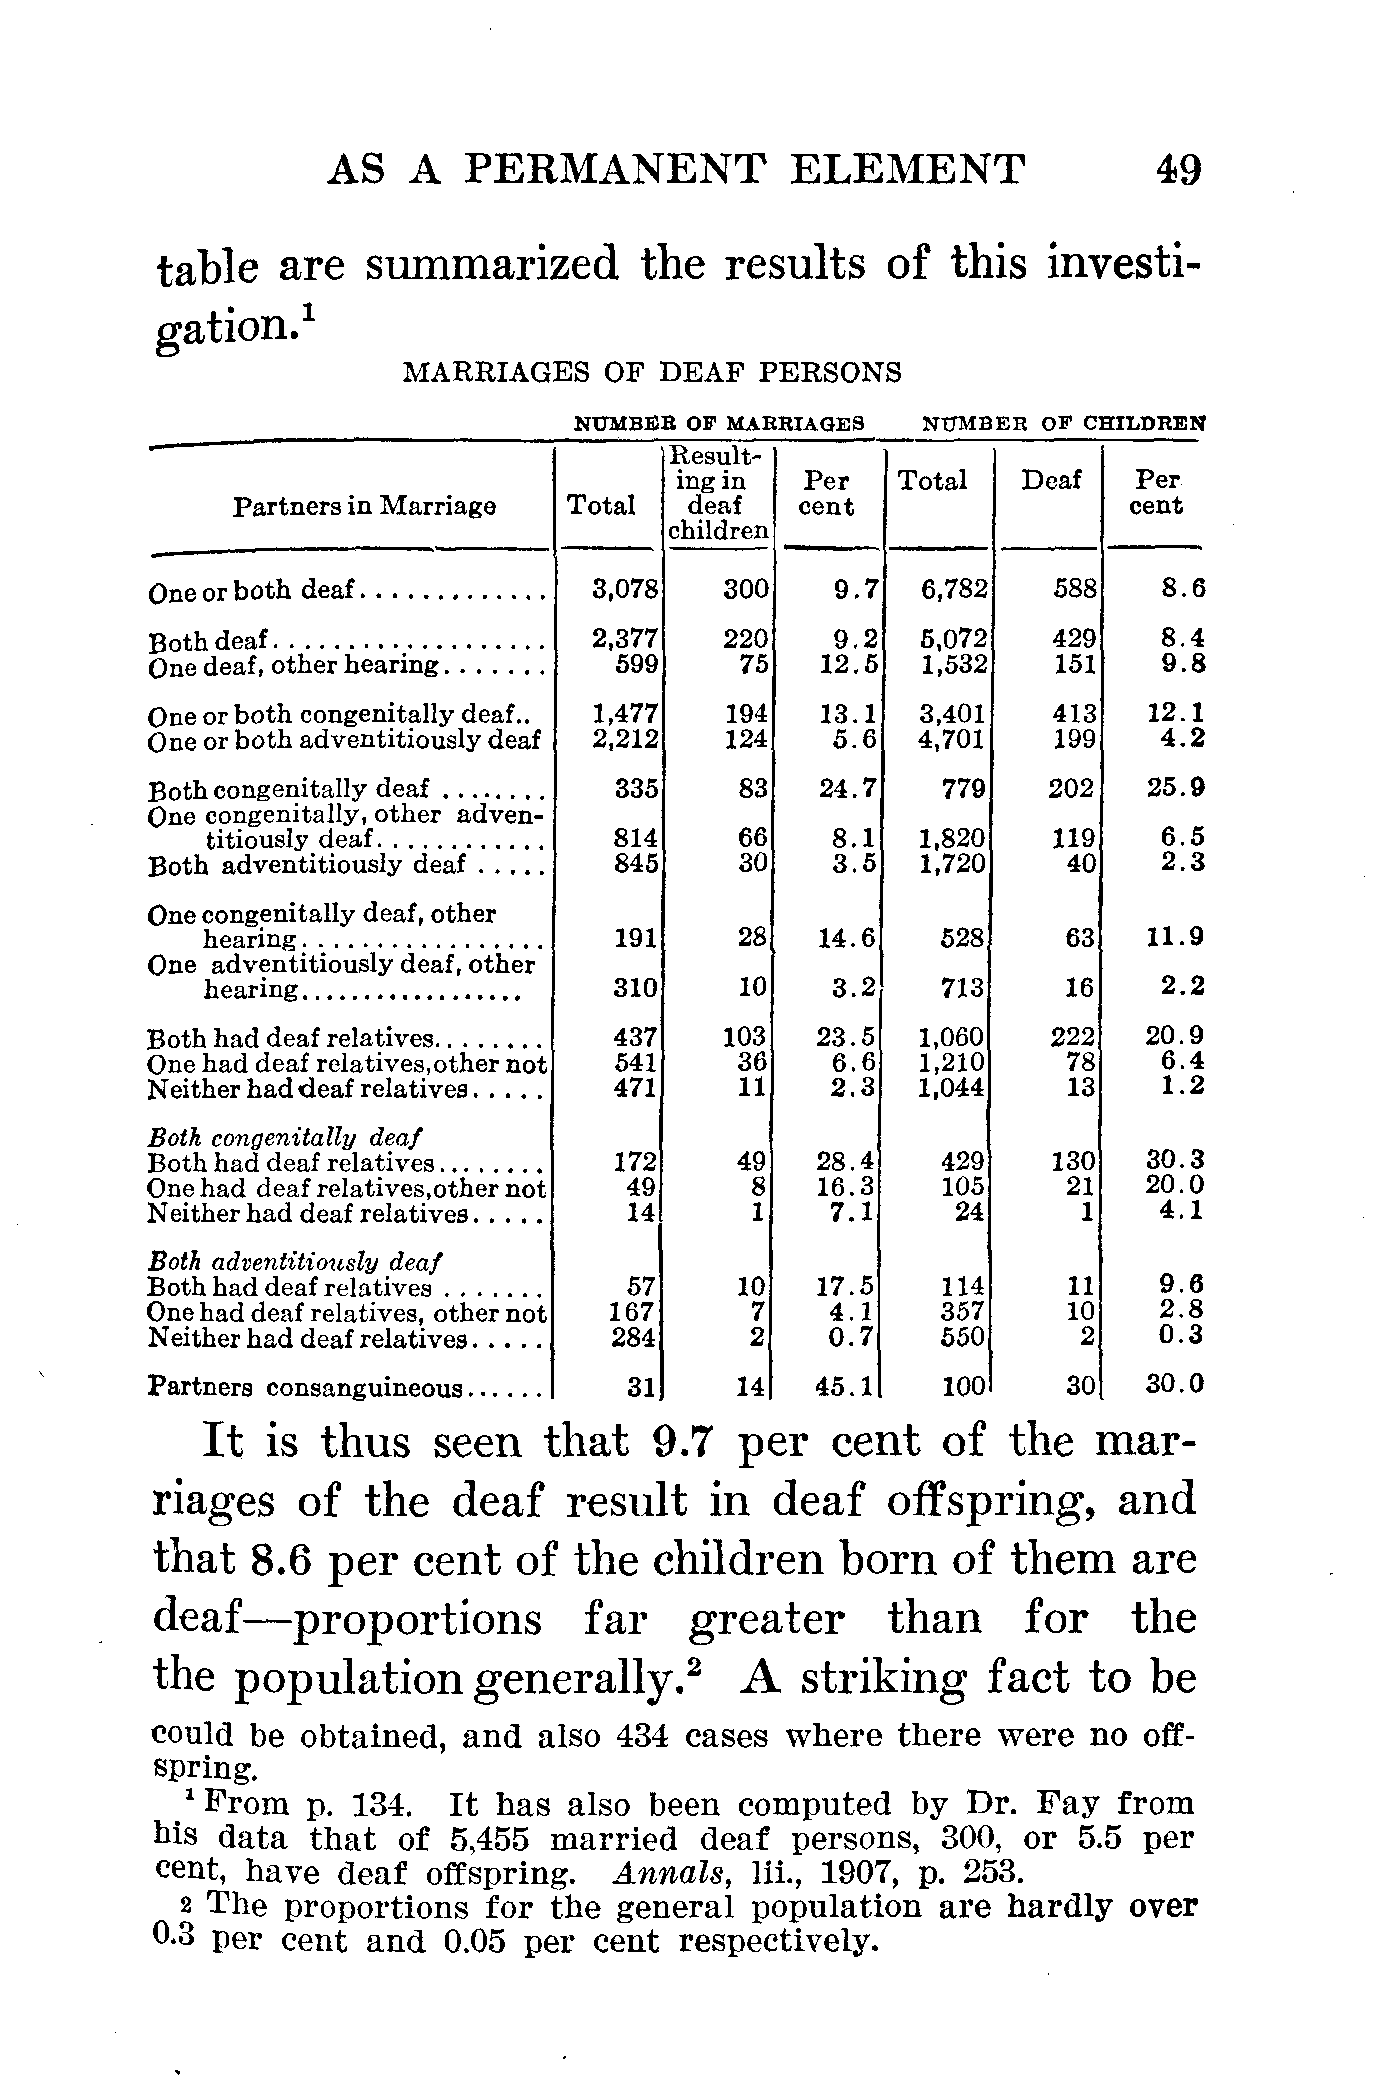 AS A PERMANENT ELEMENT 49
table are summarized the results of this investi-
gation.¹
MARRIAGES OF DEAF PERSONS
NUMBER OF MARRIAGES NUMBER OF CHILDREN
Partners in Marriage Total Result-
ing in
deaf
children Per
cent Total Deaf Per
cent
One or both deaf............. 3,078 300 9.7 6,782 588 8.6
Both deaf.................. 2,377 220 9.2 5,072 429 8.4
One deaf, other hearing....... 599 75 12.5 1,532 151 9.8
One or both congenitally deaf.. 1,477 194 13.1 3,401 413 12.1
One or both adventitiously deaf 2,212 124 5.6 4,701 199 4.2
Both congenitally deaf ........ 335 83 24.7 779 202 25.9
One congenitally, other adven-
titiously deaf............ 814 66 8.1 1,820 119 6.5
Both adventitiously deaf ..... 845 30 3.5 1,720 40 2.3
One congenitally deaf, other
hearing................. 191 28 14.6 528 63 11.9
One adventitiously deaf, other
hearing.................. 310 10 3.2 713 16 2.2
Both had deaf relatives........ 437 103 23.5 1,060 222 20.9
One had deaf relatives,other not 541 36 6.6 1,210 78 6.4
Neither had deaf relatives..... 471 11 2.3 1,044 13 1.2
Both congenitally deaf
Both had deaf relatives........ 172 49 28.4 429 130 30.3
One had deaf relatives,other not 49 8 16.3 105 21 20.0
Neither had deaf relatives..... 14 1 7.1 24 1 4.1
Both adventitiously deaf
Both had deaf relatives ....... 57 10 17.5 114 11 9.6
One had deaf relatives, other not 167 7 4.1 357 10 2.8
Neither had deaf relatives..... 284 2 0.7 550 2 0.3
Partners consanguineous...... 31 14 45.1 100 30 30.0
It is thus seen that 9.7 per cent of the mar-
riages of the deaf result in deaf offspring, and
that 8.6 per cent of the children born of them are
deaf—proportions far greater than for the
the population generally.² A striking fact to be
could be obtained, and also 434 cases where there were no off-
spring.
¹ From p. 134. It has also been computed by Dr. Fay from
his data that of 5,455 married deaf persons, 300, or 5.5 per
cent, have deaf offspring. Annals, lii., 1907, p. 253.
2 The proportions for the general population are hardly over
0.3 per cent and 0.05 per cent respectively.